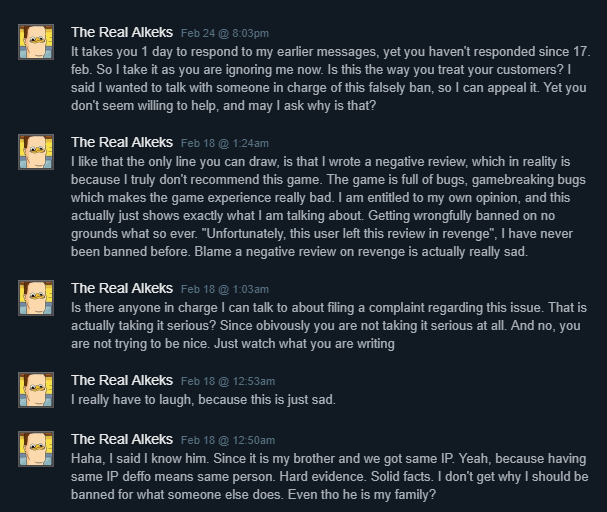 The Real Alkeks Feb 24 @ 8:03pm
It takes you 1 day to respond to my earlier messages, yet you haven't responded since 17.
feb. So I take it as you are ignoring me now. Is this the way you treat your customers? I
said I wanted to talk with someone in charge of this falsely ban, so I can appeal it. Yet you
don't seem willing to help, and may I ask why is that?
The Real Alkeks Feb 18 @ 1:24am
I like that the only line you can draw, is that I wrote a negative review, which in reality is
because I truly don't recommend this game. The game is full of bugs, gamebreaking bugs
which makes the game experience really bad. I am entitled to my own opinion, and this
actually just shows exactly what I am talking about. Getting wrongfully banned on no
grounds what so ever. "Unfortunately, this user left this review in revenge", I have never
been banned before. Blame a negative review on revenge is actually really sad.
The Real Alkeks Feb 18 @ 1:03am
Is there anyone in charge I can talk to about filing a complaint regarding this issue. That is
actually taking it serious? Since obivously you are not taking it serious at all. And no, you
are not trying to be nice. Just watch what you are writing
The Real Alkeks Feb 18 @ 12:53am
I really have to laugh, because this is just sad.
The Real Alkeks Feb 18 @ 12:50am
Haha, I said I know him. Since it is my brother and we got same IP. Yeah, because having
same IP deffo means same person. Hard evidence. Solid facts. I don't get why I should be
banned for what someone else does. Even tho he is my family?